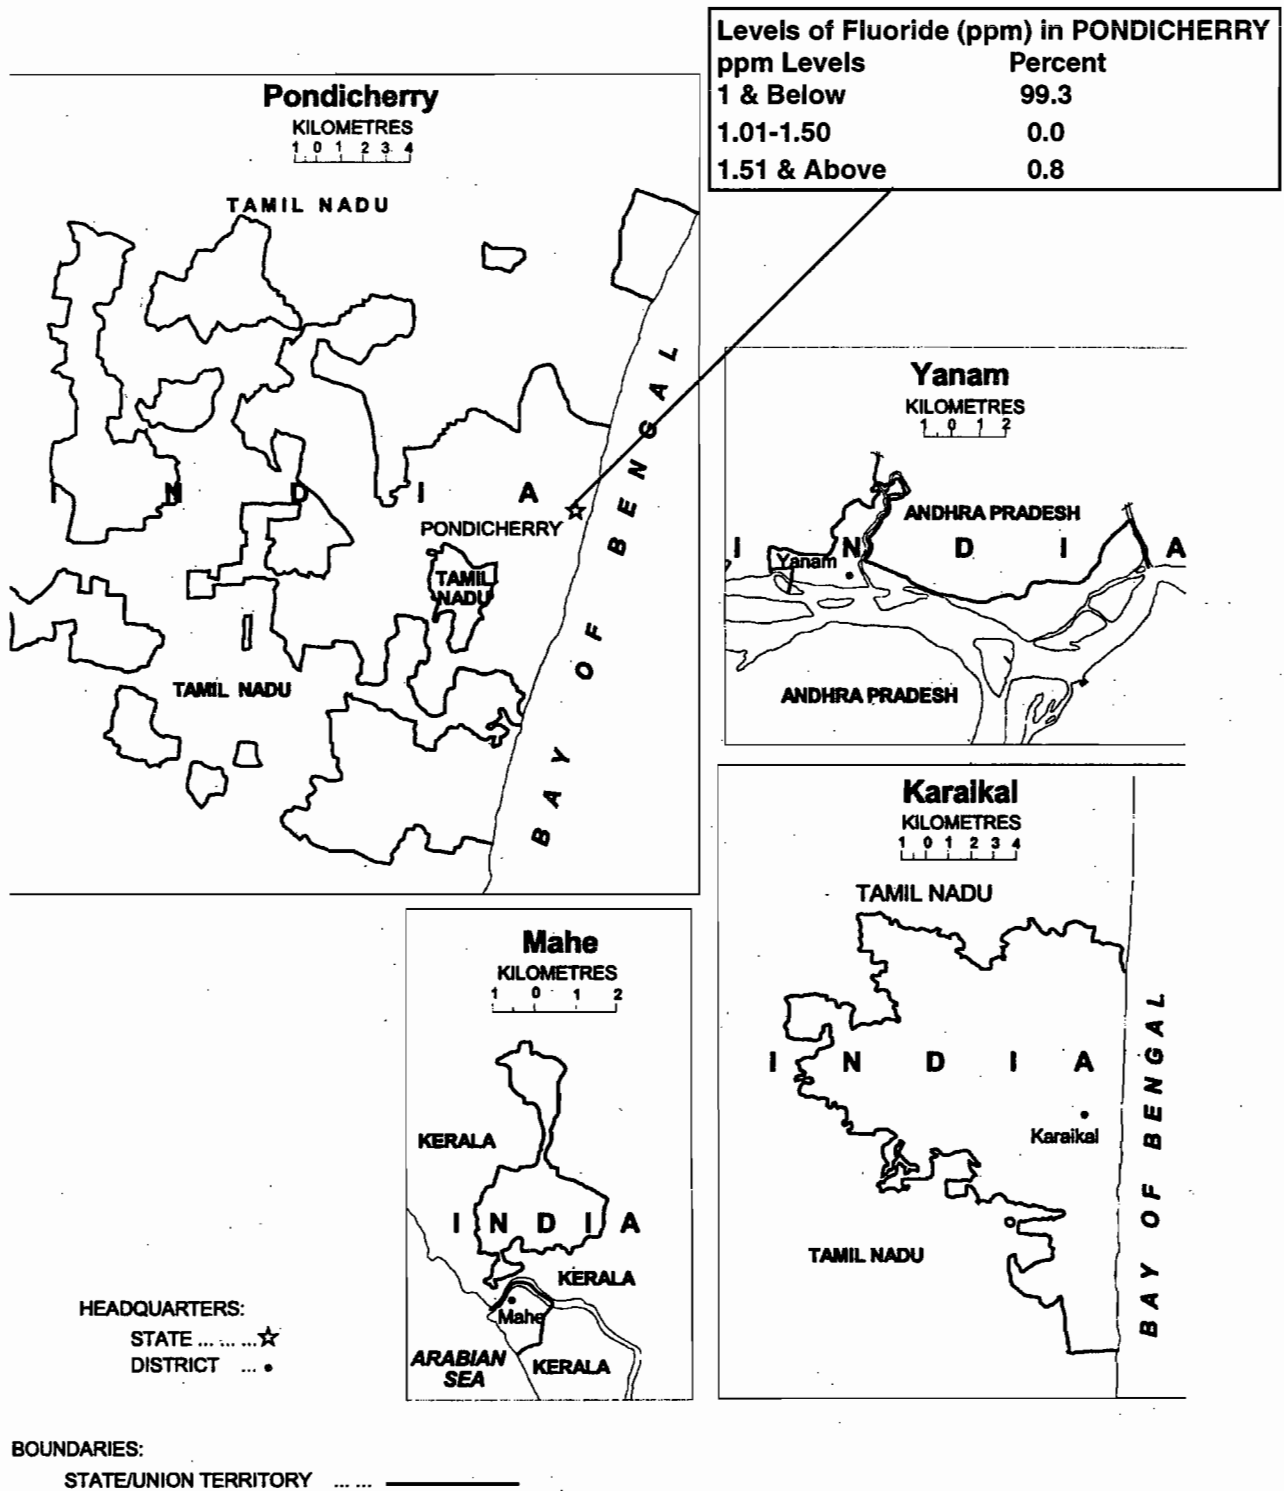 Levels of Fluoride (ppm) in PONDICHERRY
ppm Levels Percent
1 & Below 99.3
1.01-1.50 0.0
1.51 & Above 0.8
Pondicherry
KILOMETRES
1 0 1 2 3 4
TAMIL NADU
I N D I A
PONDICHERRY
TAMIL
NADU
TAMIL NADU
BAY OF BENGAL
Yanam
KILOMETRES
1 0 1 2
ANDHRA PRADESH
I N D I A
Yanam
ANDHRA PRADESH
Karaikal
KILOMETRES
1 0 1 2 3 4
TAMIL NADU
I N D I A
Karaikal
TAMIL NADU
BAY OF BENGAL
Mahe
KILOMETRES
1 0 1 2
KERALA
I N D I A
KERALA
Mahe
ARABIAN
SEA
KERALA
HEADQUARTERS:
STATE ... ... ...
DISTRICT ...
BOUNDARIES:
STATE/UNION TERRITORY ... ...